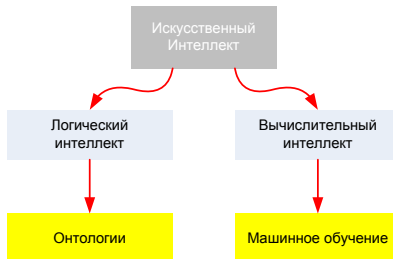 Искусственный
Интеллект
Логический
интеллект
Вычислительный
интеллект
Онтологии
Машинное обучение